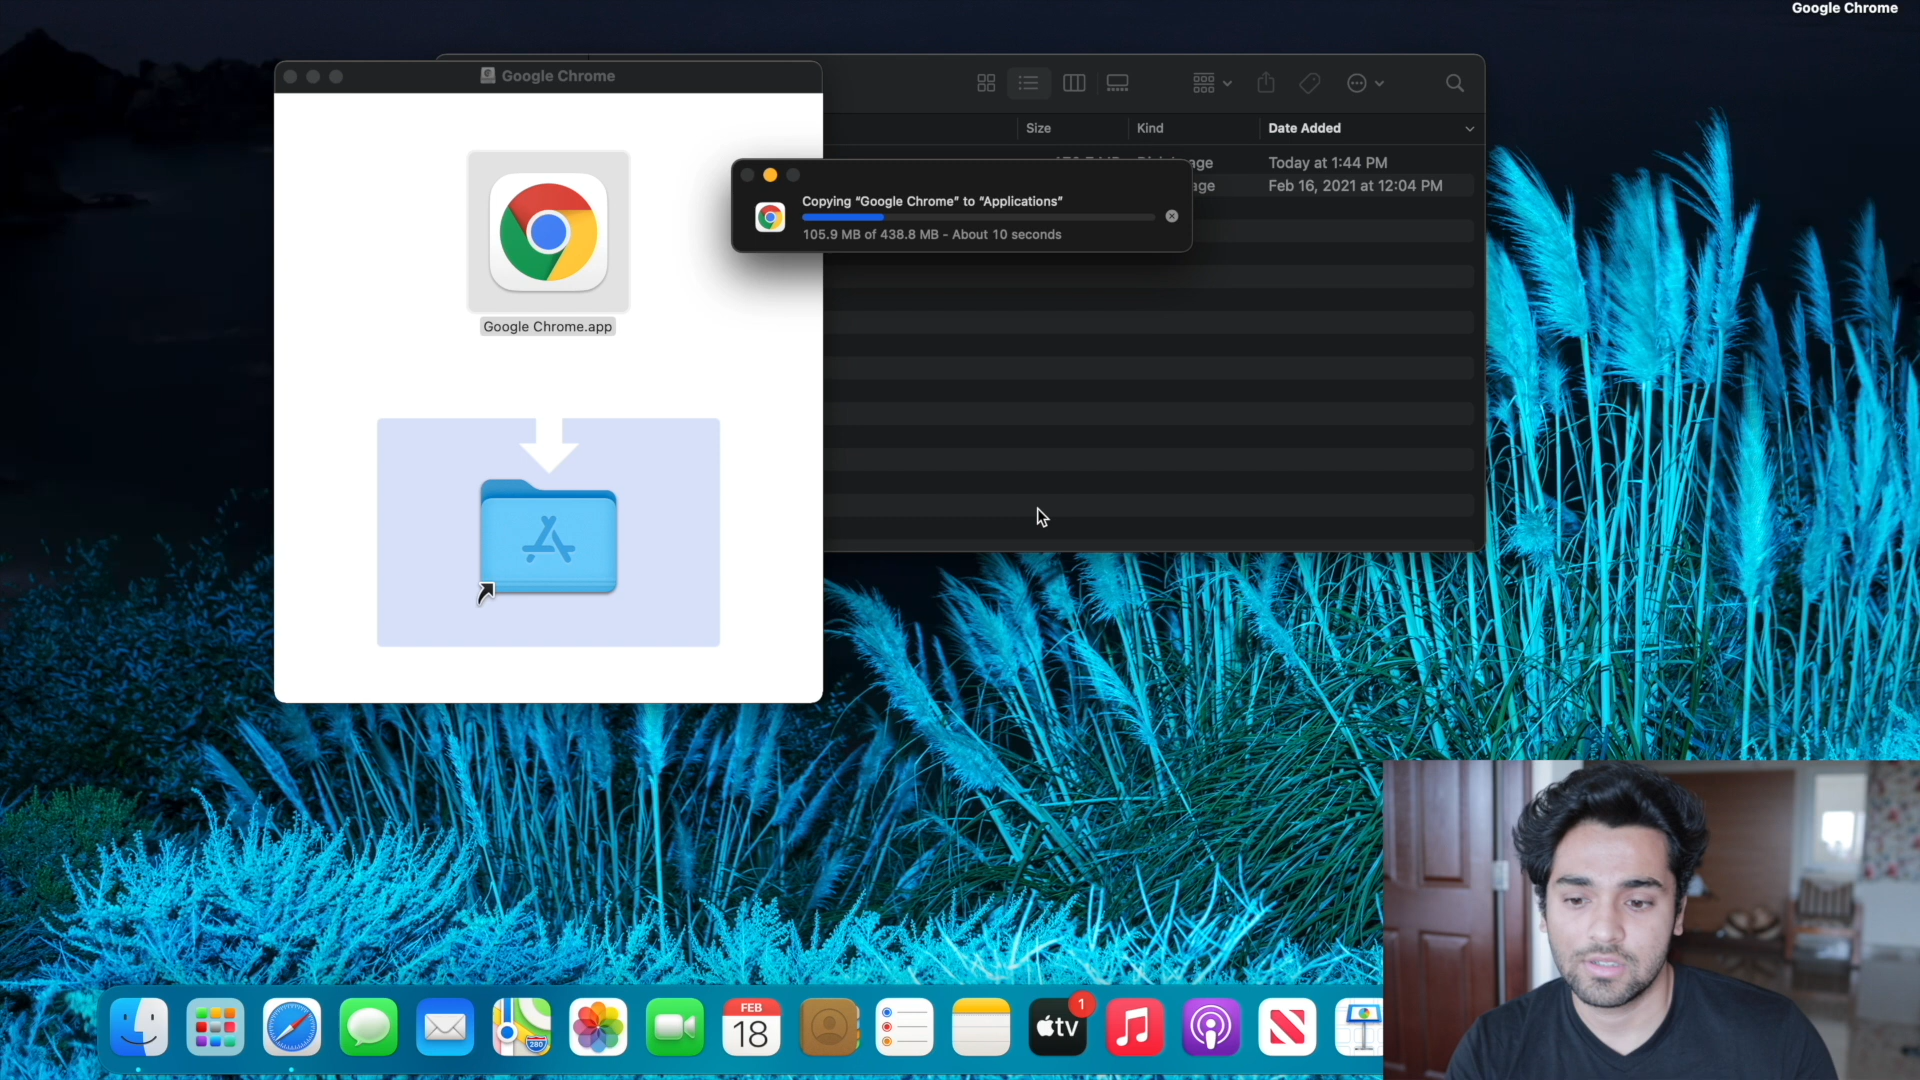 Google Chrome
Google Chrome
Size
Kind
Date Added
Today at 1:44 PM
Feb 16, 2021 at 12:04 PM
Copying “Google Chrome” to “Applications”
105.9 MB of 438.8 MB - About 10 seconds
Google Chrome.app
FEB
18
280
tv
1